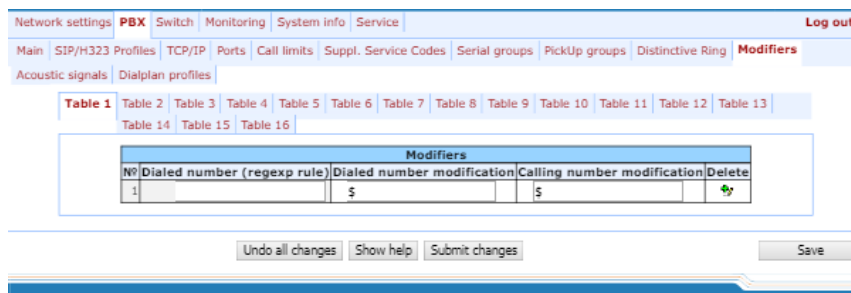 Network settings PBX Switch Monitoring System info Service Log out
Main SIP/H323 Profiles TCP/IP Ports Call limits Suppl. Service Codes Serial groups PickUp groups Distinctive Ring Modifiers
Acoustic signals Dialplan profiles
Table 1 Table 2 Table 3 Table 4 Table 5 Table 6 Table 7 Table 8 Table 9 Table 10 Table 11 Table 12 Table 13
Table 14 Table 15 Table 16
Modifiers
Nº Dialed number (regexp rule) Dialed number modification Calling number modification Delete
1 $ $
Undo all changes Show help Submit changes Save